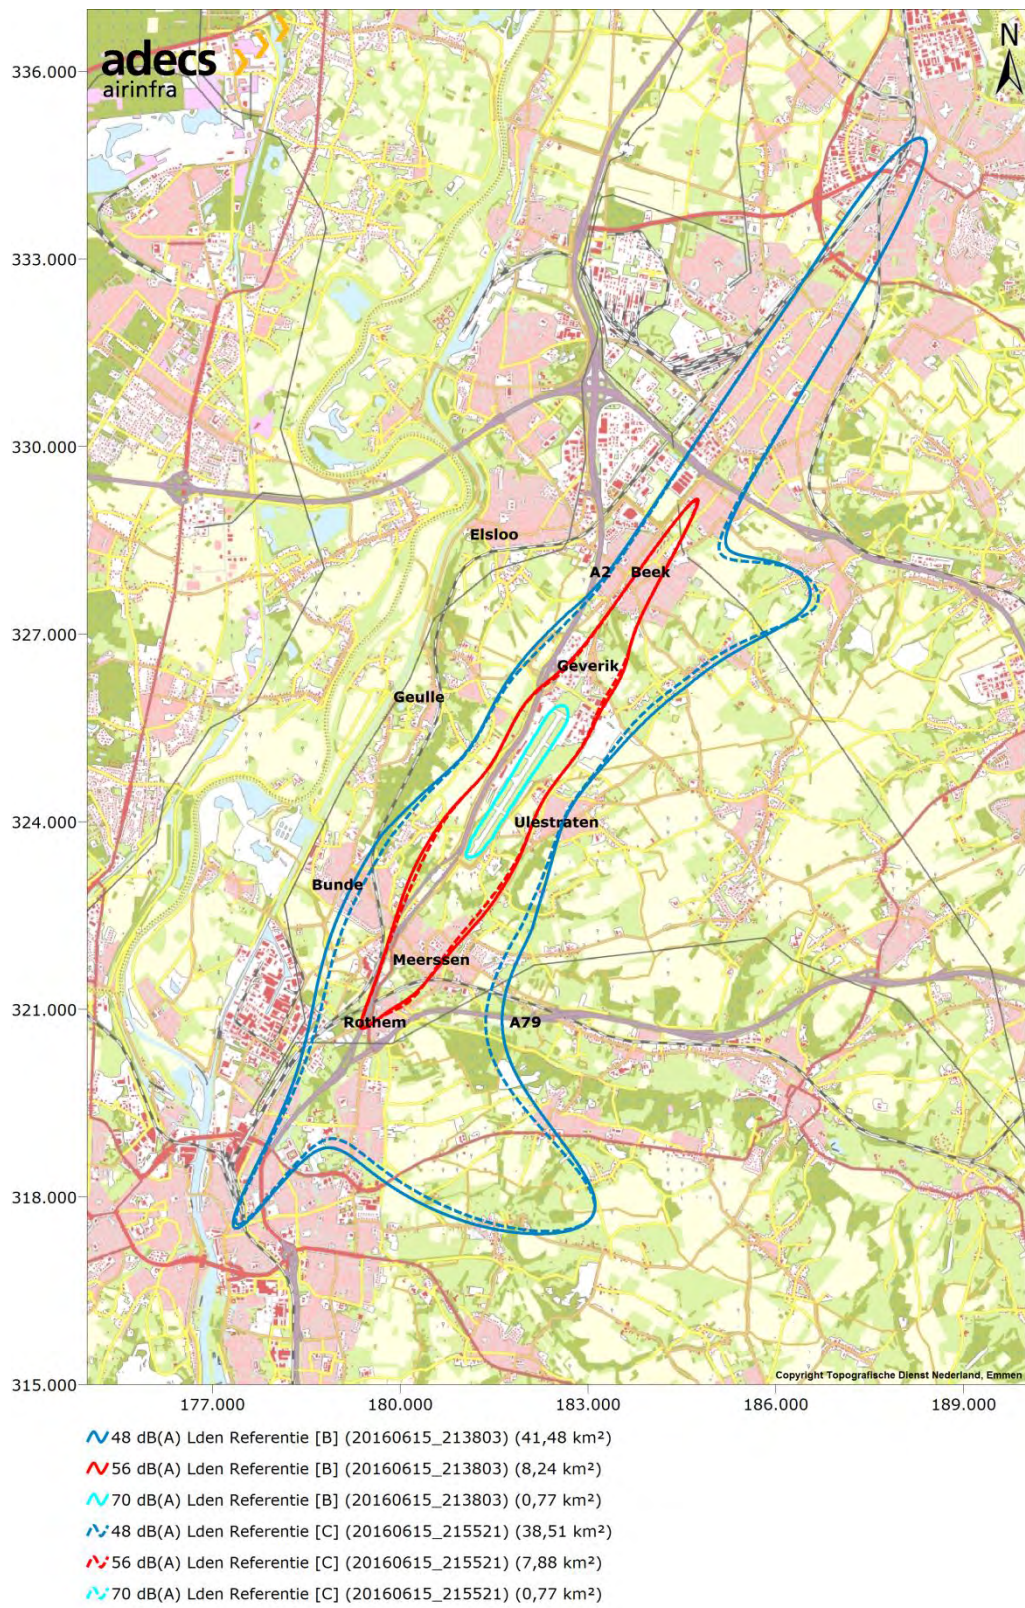 adecs
airinfra
N
336.000
333.000
330.000
Elsloo
A2 Beek
327.000
Geverik
Geulle
324.000
Ulestraten
Bunde
Meerssen
321.000
Rothem
A79
318.000
Copyright Topografische Dienst Nederland, Emmen
315.000
177.000 180.000 183.000 186.000 189.000
48 dB(A) Lden Referentie [B] (20160615_213803) (41,48 km²)
56 dB(A) Lden Referentie [B] (20160615_213803) (8,24 km²)
70 dB(A) Lden Referentie [B] (20160615_213803) (0,77 km²)
48 dB(A) Lden Referentie [C] (20160615_215521) (38,51 km²)
56 dB(A) Lden Referentie [C] (20160615_215521) (7,88 km²)
70 dB(A) Lden Referentie [C] (20160615_215521) (0,77 km²)